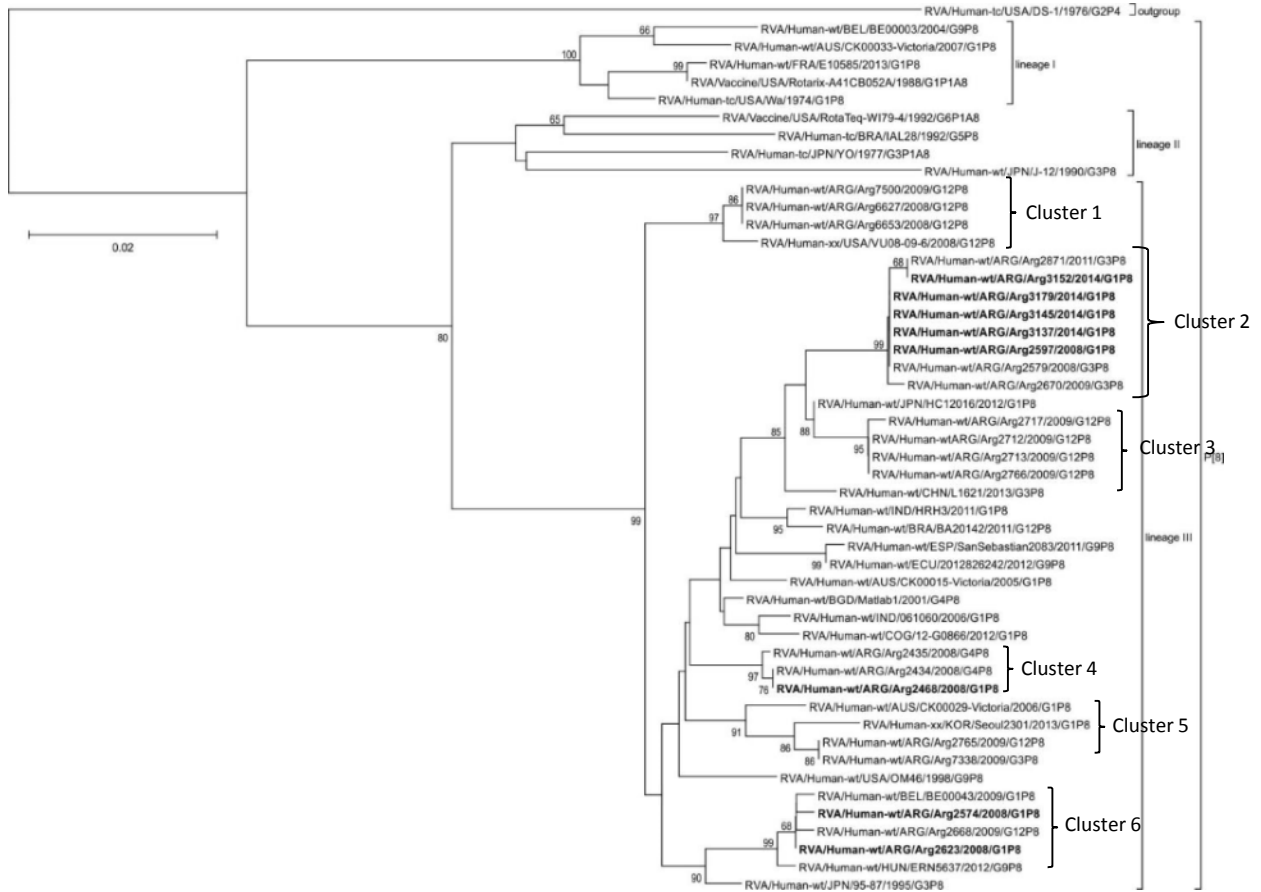 RVA/Human-tc/USA/DS-1/1976/G2P4
outgroup
66
RVA/Human-wt/BEL/BE00003/2004/G9P8
RVA/Human-wt/AUS/CK00033-Victoria/2007/G1P8
100
99
RVA/Human-wt/FRA/E10585/2013/G1P8
lineage I
RVA/Vaccine/USA/Rotarix-A41CB052A/1988/G1P1A8
RVA/Human-tc/USA/Wa/1974/G1P8
65
RVA/Vaccine/USA/RotaTeq-WI79-4/1992/G6P1A8
RVA/Human-tc/BRA/IAL28/1992/G5P8
lineage II
RVA/Human-tc/JPN/YO/1977/G3P1A8
RVA/Human-wt/JPN/J-12/1990/G3P8
86
RVA/Human-wt/ARG/Arg7500/2009/G12P8
RVA/Human-wt/ARG/Arg6627/2008/G12P8
Cluster 1
97
RVA/Human-wt/ARG/Arg6653/2008/G12P8
RVA/Human-xx/USA/VU08-09-6/2008/G12P8
0.02
68
RVA/Human-wt/ARG/Arg2871/2011/G3P8
RVA/Human-wt/ARG/Arg3152/2014/G1P8
RVA/Human-wt/ARG/Arg3179/2014/G1P8
RVA/Human-wt/ARG/Arg3145/2014/G1P8
Cluster 2
80
RVA/Human-wt/ARG/Arg3137/2014/G1P8
99
RVA/Human-wt/ARG/Arg2597/2008/G1P8
RVA/Human-wt/ARG/Arg2579/2008/G3P8
RVA/Human-wt/ARG/Arg2670/2009/G3P8
RVA/Human-wt/JPN/HC12016/2012/G1P8
85
88
RVA/Human-wt/ARG/Arg2717/2009/G12P8
95
RVA/Human-wtARG/Arg2712/2009/G12P8
Cluster 3
P[8]
RVA/Human-wt/ARG/Arg2713/2009/G12P8
RVA/Human-wt/ARG/Arg2766/2009/G12P8
RVA/Human-wt/CHN/L1621/2013/G3P8
99
RVA/Human-wt/IND/HRH3/2011/G1P8
95
RVA/Human-wt/BRA/BA20142/2011/G12P8
lineage III
RVA/Human-wt/ESP/SanSebastian2083/2011/G9P8
99
RVA/Human-wt/ECU/2012826242/2012/G9P8
RVA/Human-wt/AUS/CK00015-Victoria/2005/G1P8
RVA/Human-wt/BGD/Matlab1/2001/G4P8
RVA/Human-wt/IND/061060/2006/G1P8
80
RVA/Human-wt/COG/12-G0866/2012/G1P8
RVA/Human-wt/ARG/Arg2435/2008/G4P8
97
RVA/Human-wt/ARG/Arg2434/2008/G4P8
Cluster 4
76
RVA/Human-wt/ARG/Arg2468/2008/G1P8
RVA/Human-wt/AUS/CK00029-Victoria/2006/G1P8
91
RVA/Human-xx/KOR/Seoul2301/2013/G1P8
Cluster 5
86
RVA/Human-wt/ARG/Arg2765/2009/G12P8
86
RVA/Human-wt/ARG/Arg7338/2009/G3P8
RVA/Human-wt/USA/OM46/1998/G9P8
RVA/Human-wt/BEL/BE00043/2009/G1P8
RVA/Human-wt/ARG/Arg2574/2008/G1P8
68
Cluster 6
RVA/Human-wt/ARG/Arg2668/2009/G12P8
99
RVA/Human-wt/ARG/Arg2623/2008/G1P8
RVA/Human-wt/HUN/ERN5637/2012/G9P8
90
RVA/Human-wt/JPN/95-87/1995/G3P8